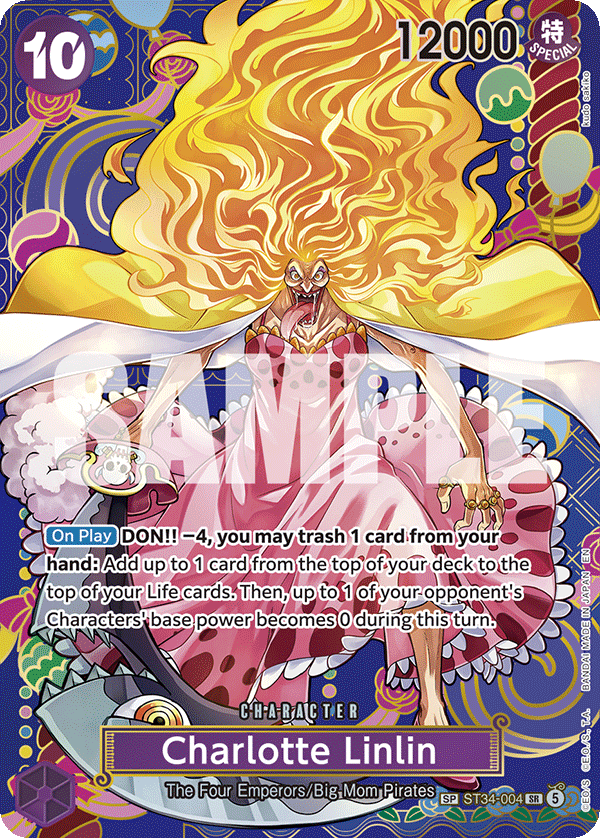 10
12000
特
SPECIAL
kudo sakiko
SAMPLE
On Play DON!! −4, you may trash 1 card from your
hand: Add up to 1 card from the top of your deck to the
top of your Life cards. Then, up to 1 of your opponent's
Characters' base power becomes 0 during this turn.
CHARACTER
Charlotte Linlin
The Four Emperors/Big Mom Pirates
SP ST34-004 SR 5
©E.O./S, T.A. BANDAI MADE IN JAPAN EN